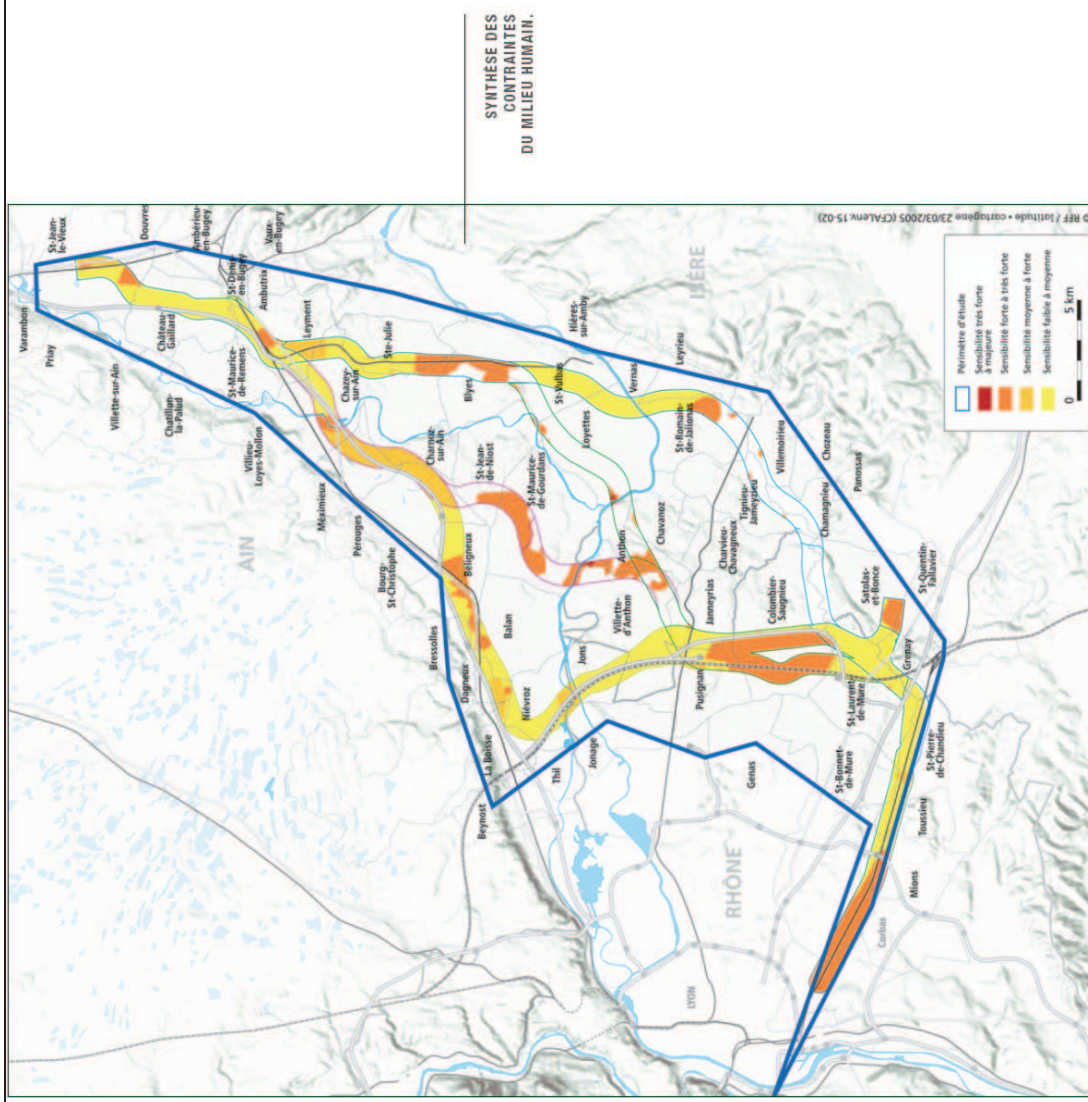 SYNTHÈSE DES
CONTRAINTES
DU MILIEU HUMAIN.
Varambon
Priay
St-Jean-
le-Vieux
Douvres
Ambérieu-
en-Bugey
Vaux-
en-Bugey
St-Denis-
en-Bugey
Ambutrix
Château-
Gaillard
Villette-sur-Ain
Chatillon-
la-Palud
St-Maurice-
de-Remens
Leyment
Villieu-
Loyes-Mollon
Chazey-
sur-Ain
Ste-Julie
AIN
Méximieux
Charnoz-
sur-Ain
Blyes
Hières-
sur-Amby
ISÈRE
Pérouges
St-Jean-
de-Niost
St-Vulbas
Bourg-
St-Christophe
St-Maurice-
de-Gourdans
Loyettes
Vernas
Leyrieu
Béligneux
Bressolles
Balan
Anthon
St-Romain-
de-Jalionas
Dagneux
Chavanoz
Villette-
d'Anthon
Niévroz
Jons
Charvieu-
Chavagneux
Tignieu-
Jameyzieu
Villemoirieu
La Boisse
Janneyrias
Chozeau
Beynost
Thil
Pusignan
Colombier-
Saugnieu
Chamagnieu
Panossas
Jonage
Satolas-
et-Bonce
Genas
St-Laurent-
de-Mure
Grenay
St-Quentin-
Fallavier
St-Bonnet-
de-Mure
St-Pierre-
de-Chandieu
RHÔNE
Toussieu
LYON
Mions
Corbas
© RFF / latitude • cartagène 23/03/2005 (CFALenv.15-02)
Périmètre d'étude
Sensibilité très forte
à majeure
Sensibilité forte à très forte
Sensibilité moyenne à forte
Sensibilité faible à moyenne
0 5 km